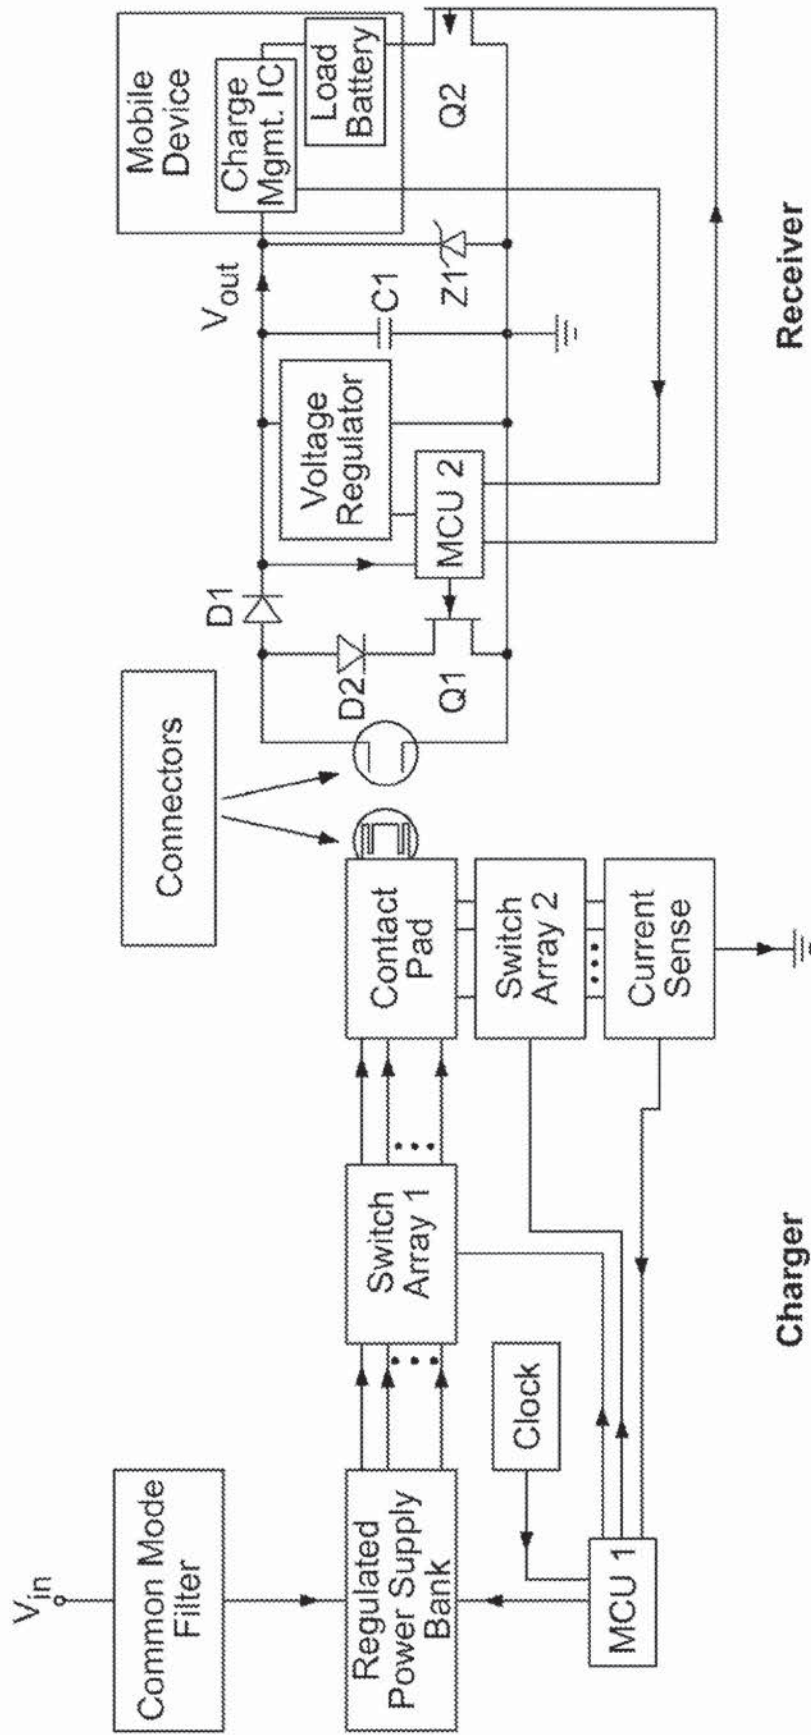 V_in
Common Mode
Filter
Regulated
Power Supply
Bank
MCU 1
Clock
Switch
Array 1
Contact
Pad
Switch
Array 2
Current
Sense
Charger
Connectors
D1
D2
Q1
Voltage
Regulator
MCU 2
V_out
C1
Z1
Mobile
Device
Charge
Mgmt. IC
Load
Battery
Q2
Receiver